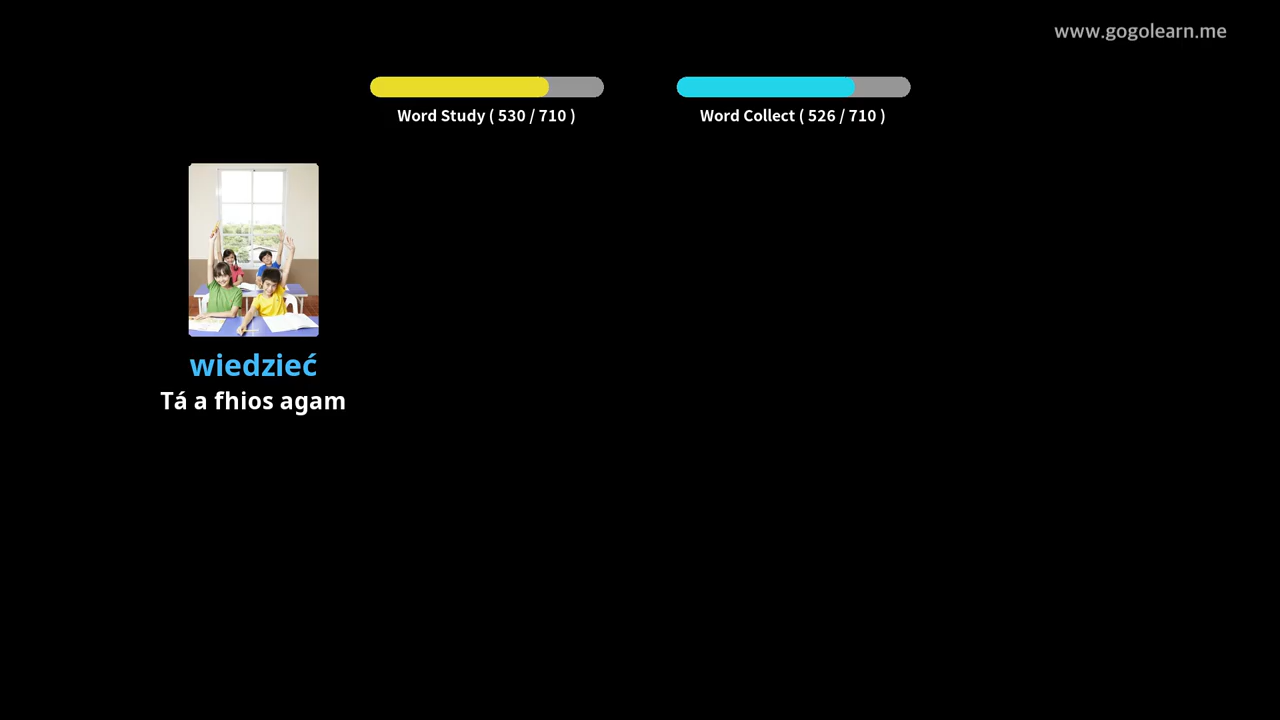 www.gogolearn.me
Word Study ( 530 / 710 )
Word Collect ( 526 / 710 )
wiedzieć
Tá a fhios agam